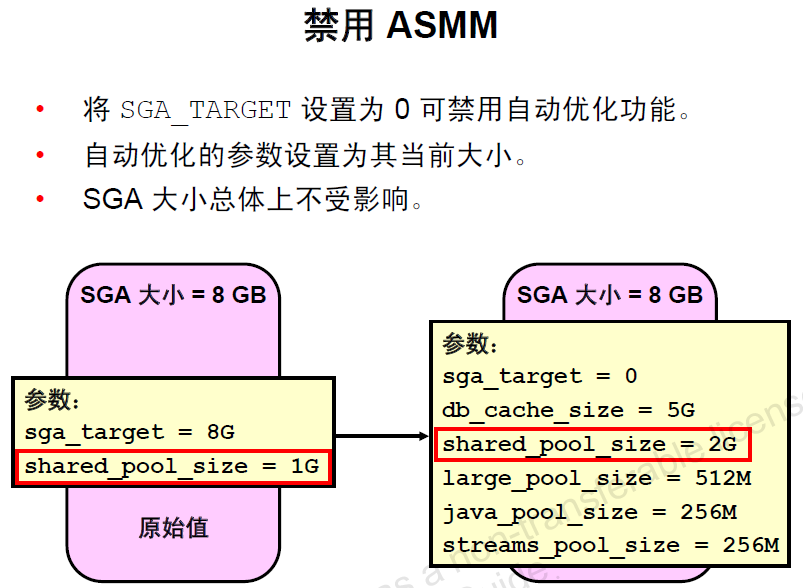 禁用 ASMM
• 将 SGA_TARGET 设置为 0 可禁用自动优化功能。
• 自动优化的参数设置为其当前大小。
• SGA 大小总体上不受影响。
SGA 大小 = 8 GB
参数:
sga_target = 8G
shared_pool_size = 1G
原始值
SGA 大小 = 8 GB
参数:
sga_target = 0
db_cache_size = 5G
shared_pool_size = 2G
large_pool_size = 512M
java_pool_size = 256M
streams_pool_size = 256M
s a non-transferable license
Guide